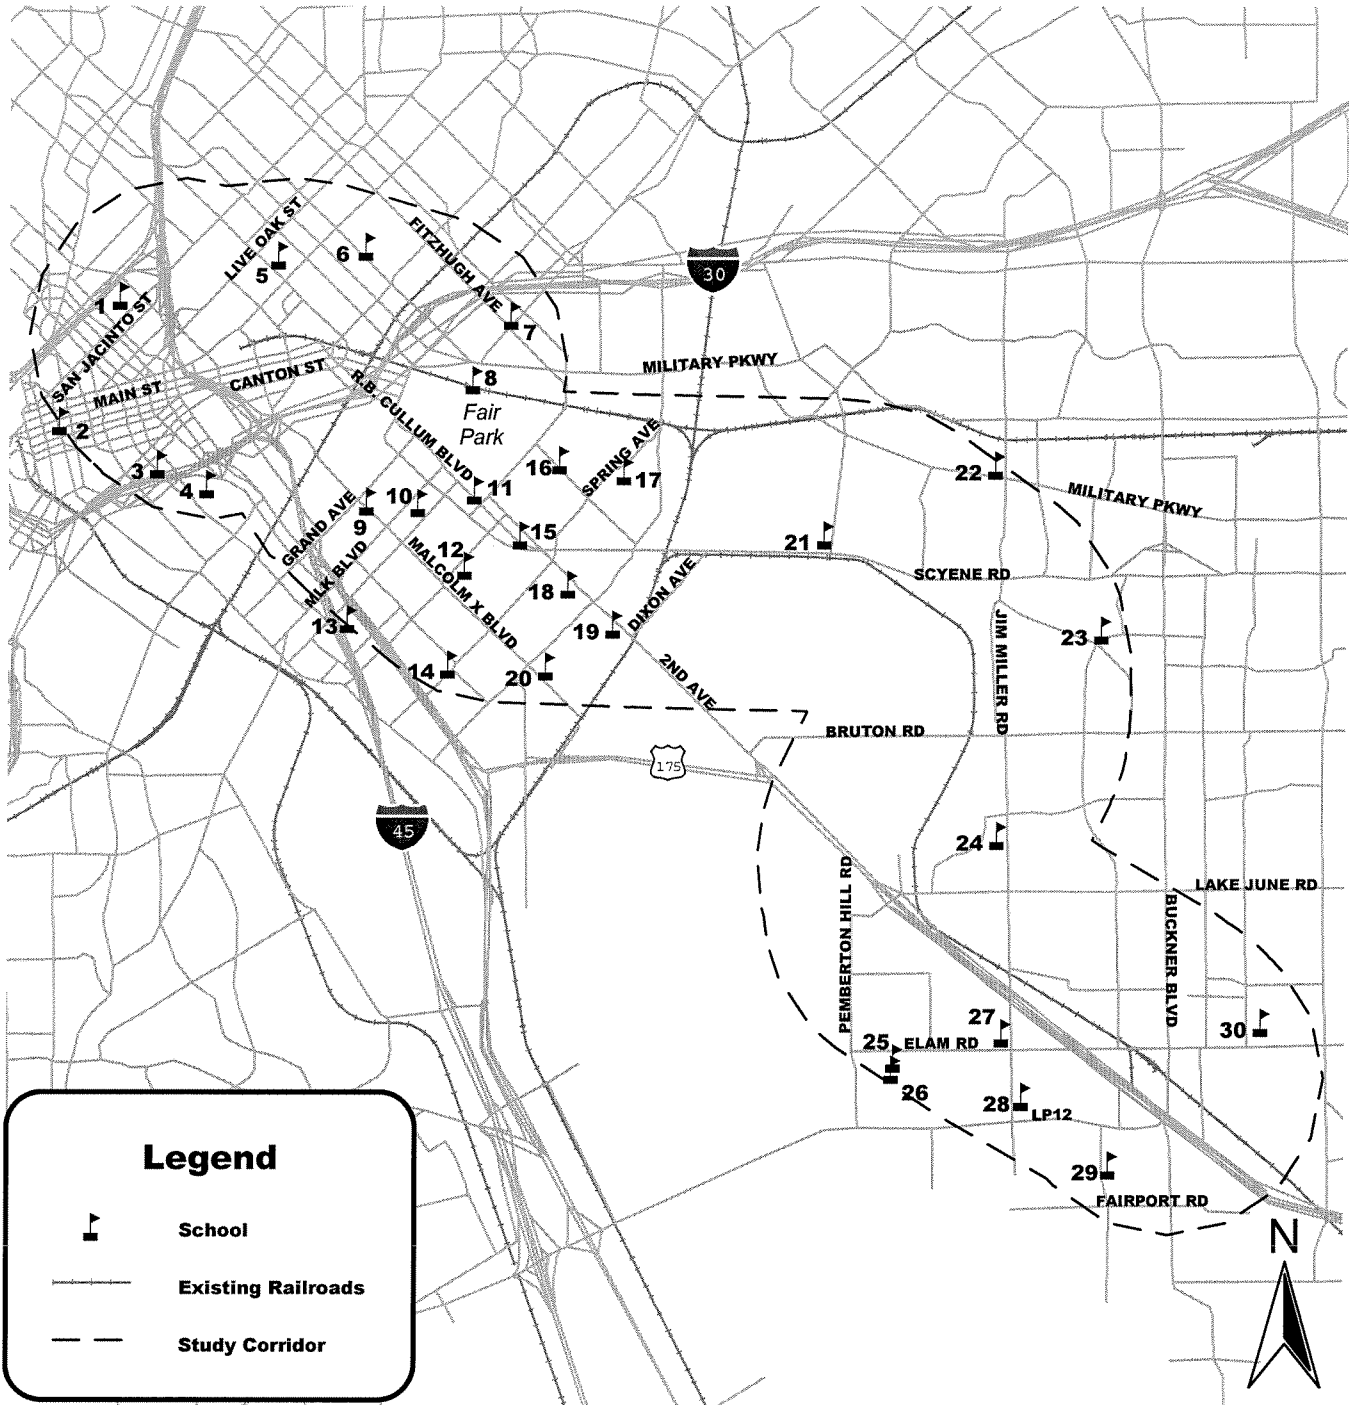 LIVE OAK ST
FITZHUGH AVE
6
5
30
1
SAN JACINTO ST
7
MILITARY PKWY
CANTON ST
8
MAIN ST
R.B. CULLUM BLVD
Fair
Park
2
SPRING AVE
16
17
3
4
22
MILITARY PKWY
GRAND AVE
10
11
9
15
21
MLK BLVD
MALCOLM X BLVD
12
SCYENE RD
18
DIXON AVE
13
19
JIM MILLER RD
23
14
20
2ND AVE
BRUTON RD
175
45
24
PEMBERTON HILL RD
LAKE JUNE RD
BUCKNER BLVD
27
30
25
ELAM RD
26
28
LP12
29
FAIRPORT RD
N
Legend
School
Existing Railroads
Study Corridor